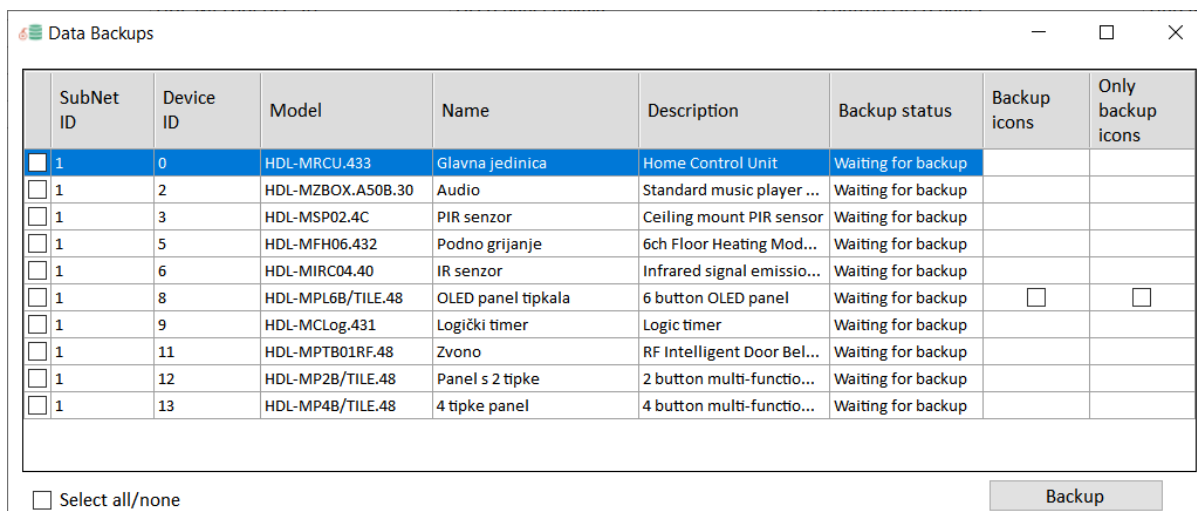 Data Backups
SubNet ID Device ID Model Name Description Backup status Backup icons Only backup icons
1 0 HDL-MRCU.433 Glavna jedinica Home Control Unit Waiting for backup
1 2 HDL-MZBOX.A50B.30 Audio Standard music player ... Waiting for backup
1 3 HDL-MSP02.4C PIR senzor Ceiling mount PIR sensor Waiting for backup
1 5 HDL-MFH06.432 Podno grijanje 6ch Floor Heating Mod... Waiting for backup
1 6 HDL-MIRC04.40 IR senzor Infrared signal emissio... Waiting for backup
1 8 HDL-MPL6B/TILE.48 OLED panel tipkala 6 button OLED panel Waiting for backup
1 9 HDL-MCLog.431 Logički timer Logic timer Waiting for backup
1 11 HDL-MPTB01RF.48 Zvono RF Intelligent Door Bel... Waiting for backup
1 12 HDL-MP2B/TILE.48 Panel s 2 tipke 2 button multi-functio... Waiting for backup
1 13 HDL-MP4B/TILE.48 4 tipke panel 4 button multi-functio... Waiting for backup
Select all/none Backup